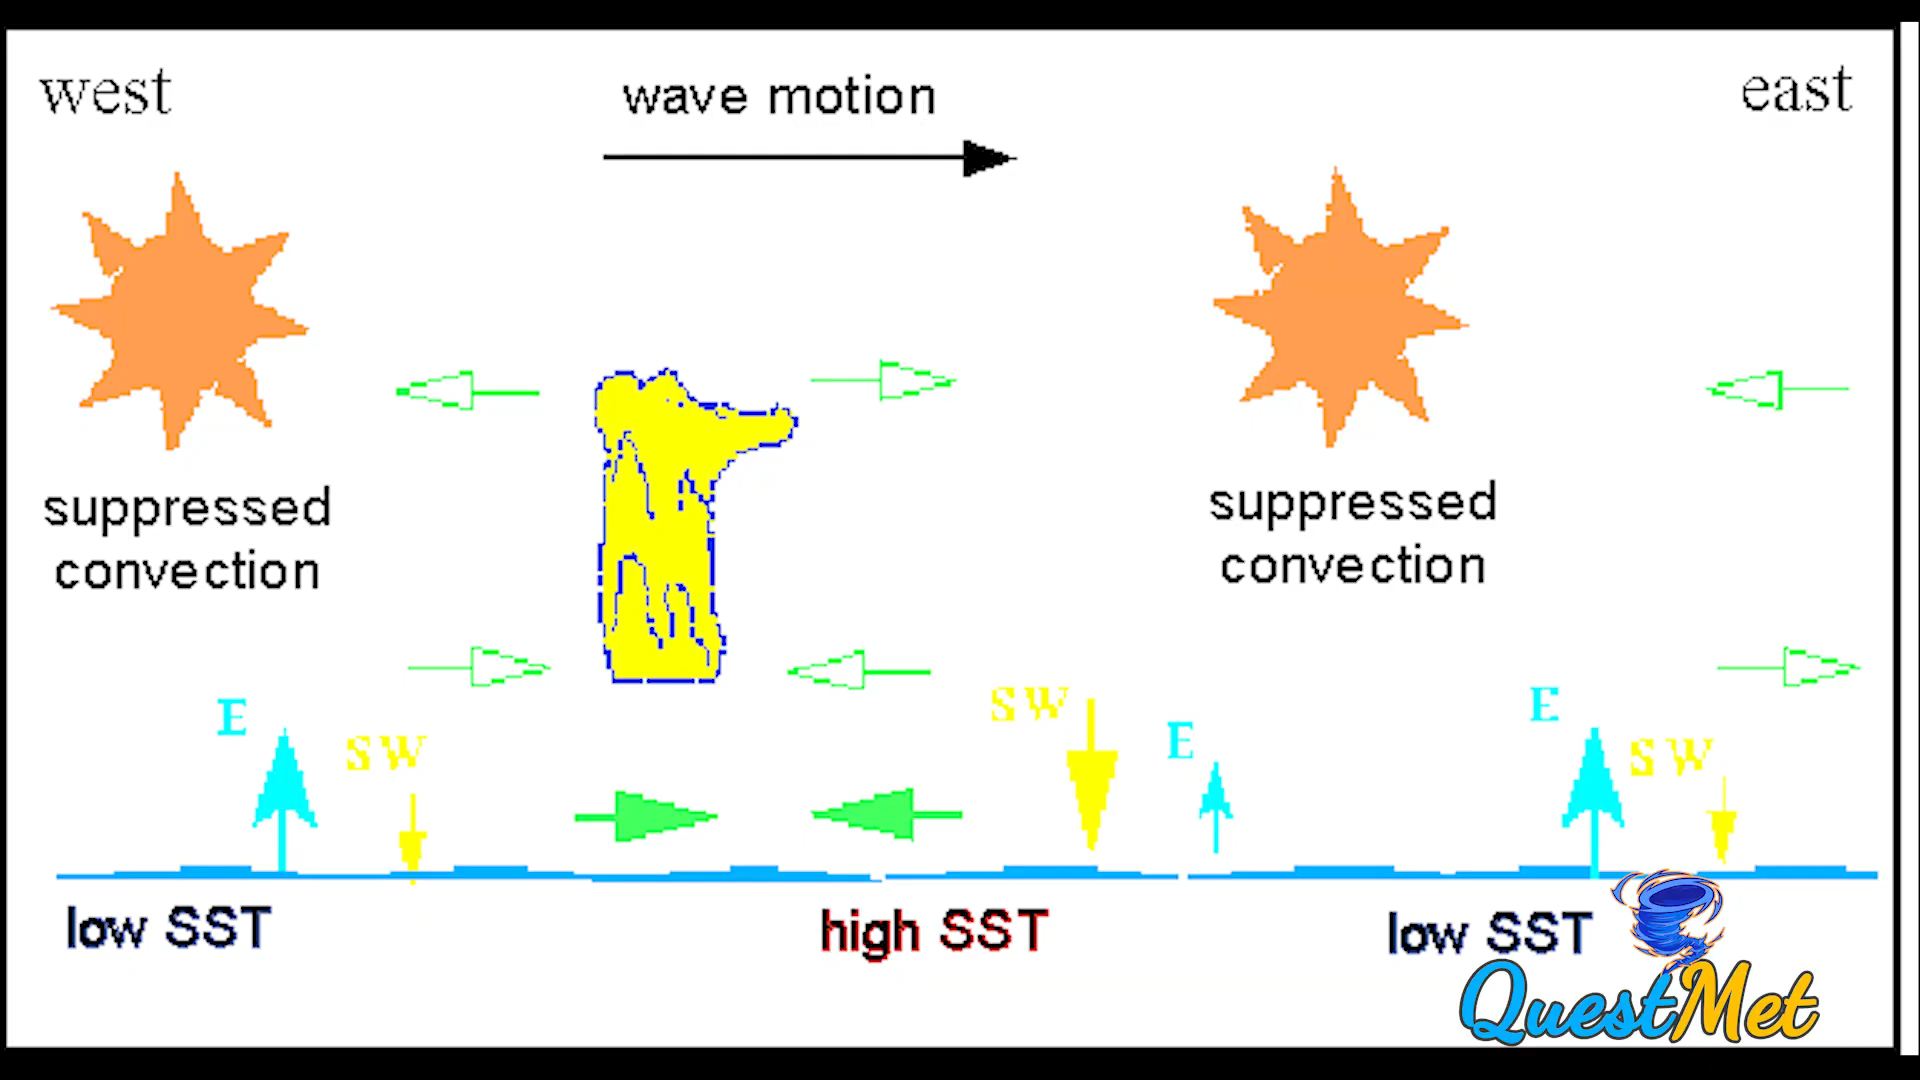 west
wave motion
east
suppressed
convection
suppressed
convection
E
SW
SW
E
E
SW
low SST
high SST
low SST
QuestMet